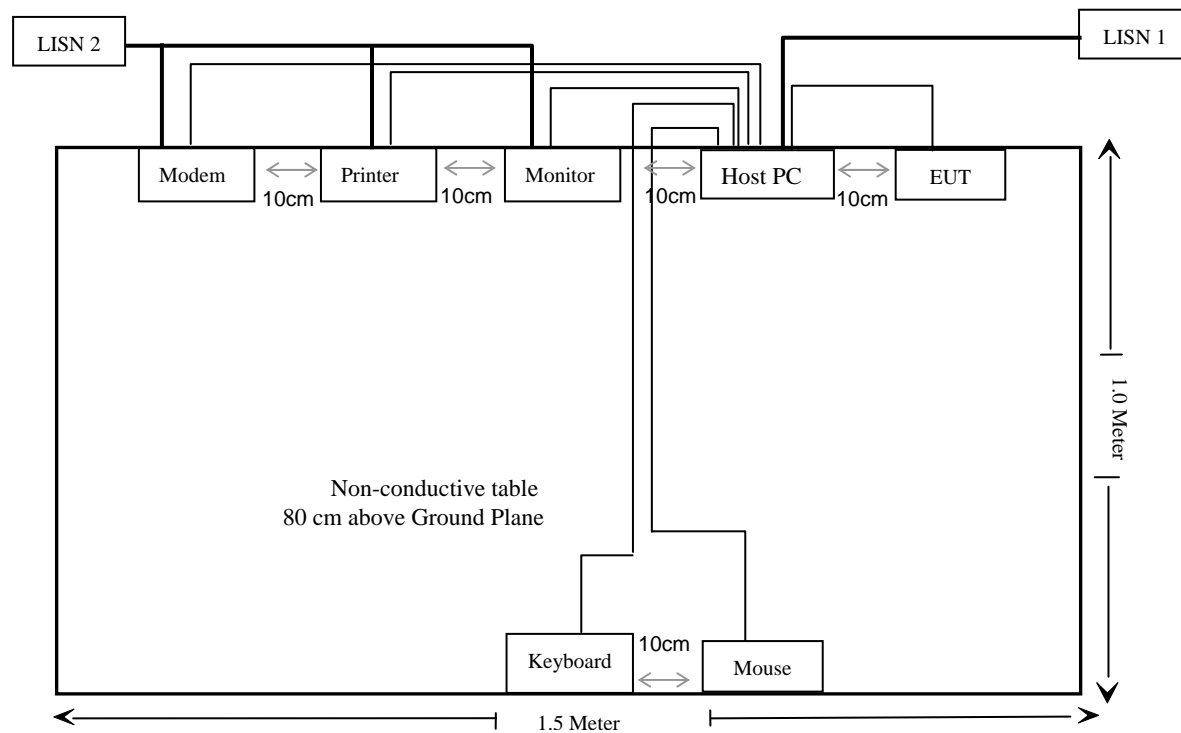 LISN 2
LISN 1
Modem
Printer
Monitor
Host PC
EUT
10cm
10cm
10cm
10cm
1.0 Meter
Non-conductive table
80 cm above Ground Plane
10cm
Keyboard
Mouse
1.5 Meter